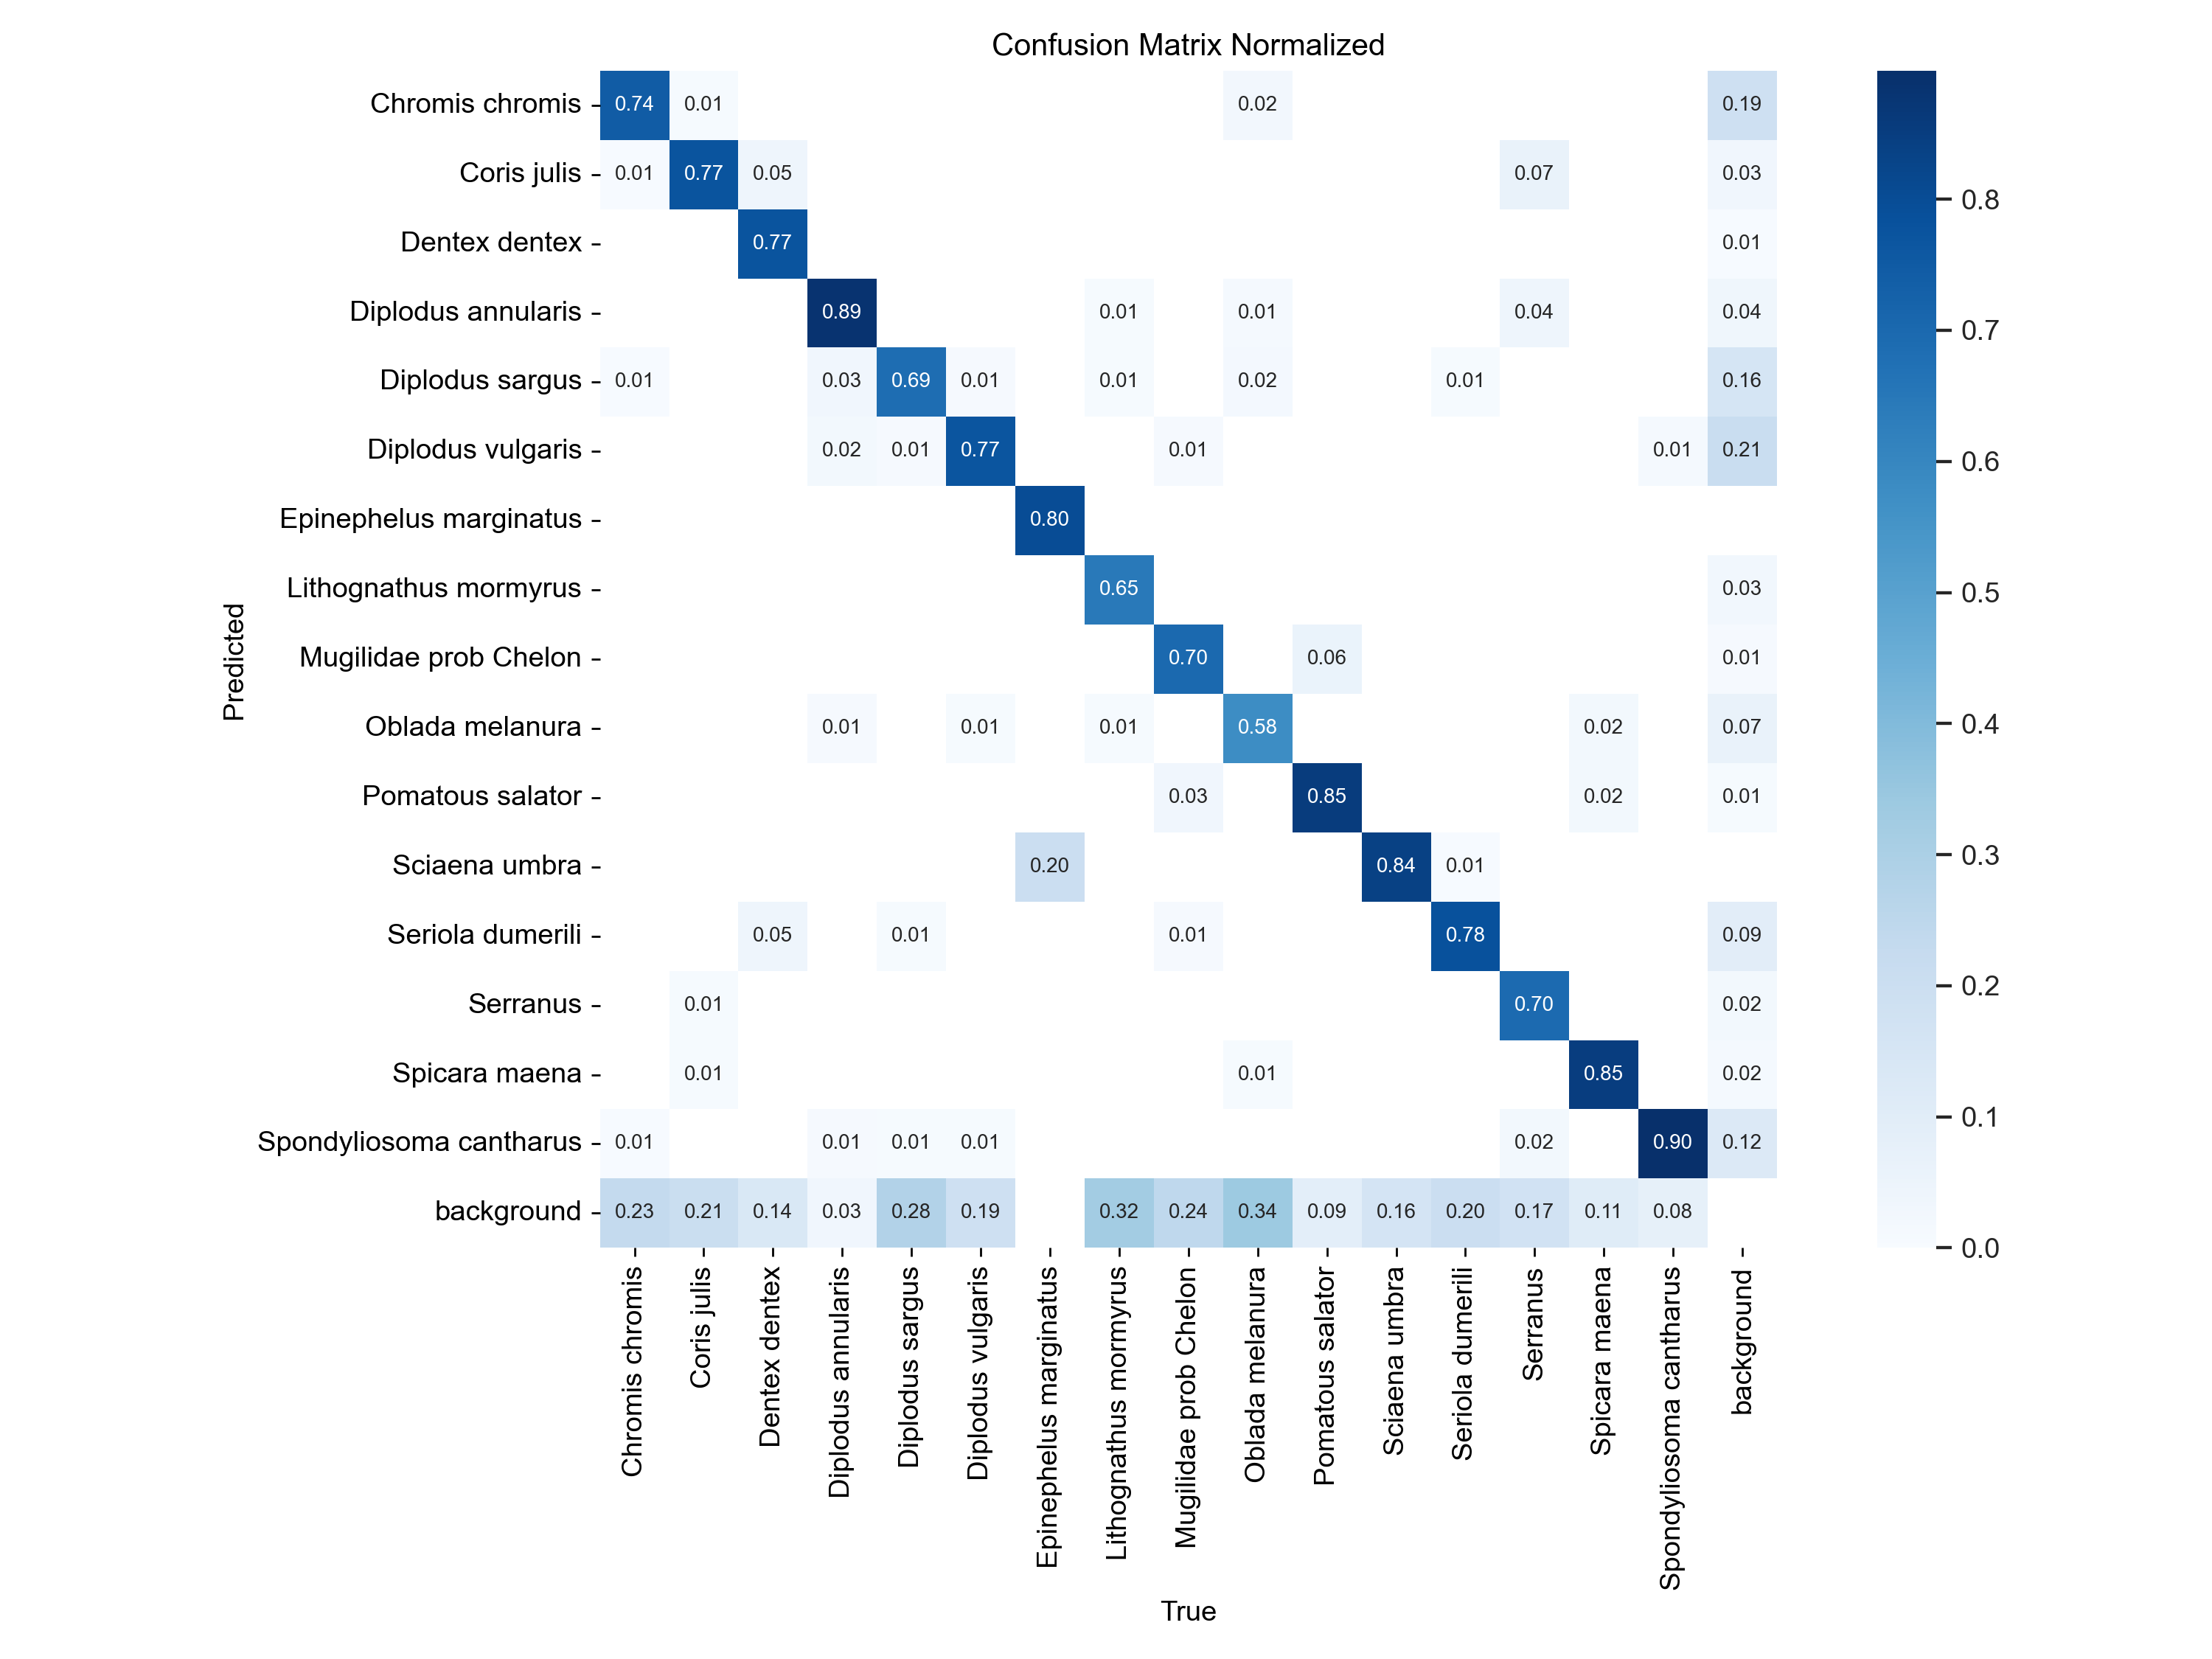 Confusion Matrix Normalized
Chromis chromis 0.74 0.01 0.02 0.19
Coris julis 0.01 0.77 0.05 0.07 0.03
Dentex dentex 0.77 0.01
Diplodus annularis 0.89 0.01 0.01 0.04 0.04
Diplodus sargus 0.01 0.03 0.69 0.01 0.01 0.02 0.01 0.16
Diplodus vulgaris 0.02 0.01 0.77 0.01 0.01 0.21
Epinephelus marginatus 0.80
Lithognathus mormyrus 0.65 0.03
Mugilidae prob Chelon 0.70 0.06 0.01
Oblada melanura 0.01 0.01 0.01 0.58 0.02 0.07
Pomatous salator 0.03 0.85 0.02 0.01
Sciaena umbra 0.20 0.84 0.01
Seriola dumerili 0.05 0.01 0.01 0.78 0.09
Serranus 0.01 0.70 0.02
Spicara maena 0.01 0.01 0.85 0.02
Spondyliosoma cantharus 0.01 0.01 0.01 0.01 0.02 0.90 0.12
background 0.23 0.21 0.14 0.03 0.28 0.19 0.32 0.24 0.34 0.09 0.16 0.20 0.17 0.11 0.08
Predicted
Chromis chromis
Coris julis
Dentex dentex
Diplodus annularis
Diplodus sargus
Diplodus vulgaris
Epinephelus marginatus
Lithognathus mormyrus
Mugilidae prob Chelon
Oblada melanura
Pomatous salator
Sciaena umbra
Seriola dumerili
Serranus
Spicara maena
Spondyliosoma cantharus
background
True
0.8
0.7
0.6
0.5
0.4
0.3
0.2
0.1
0.0